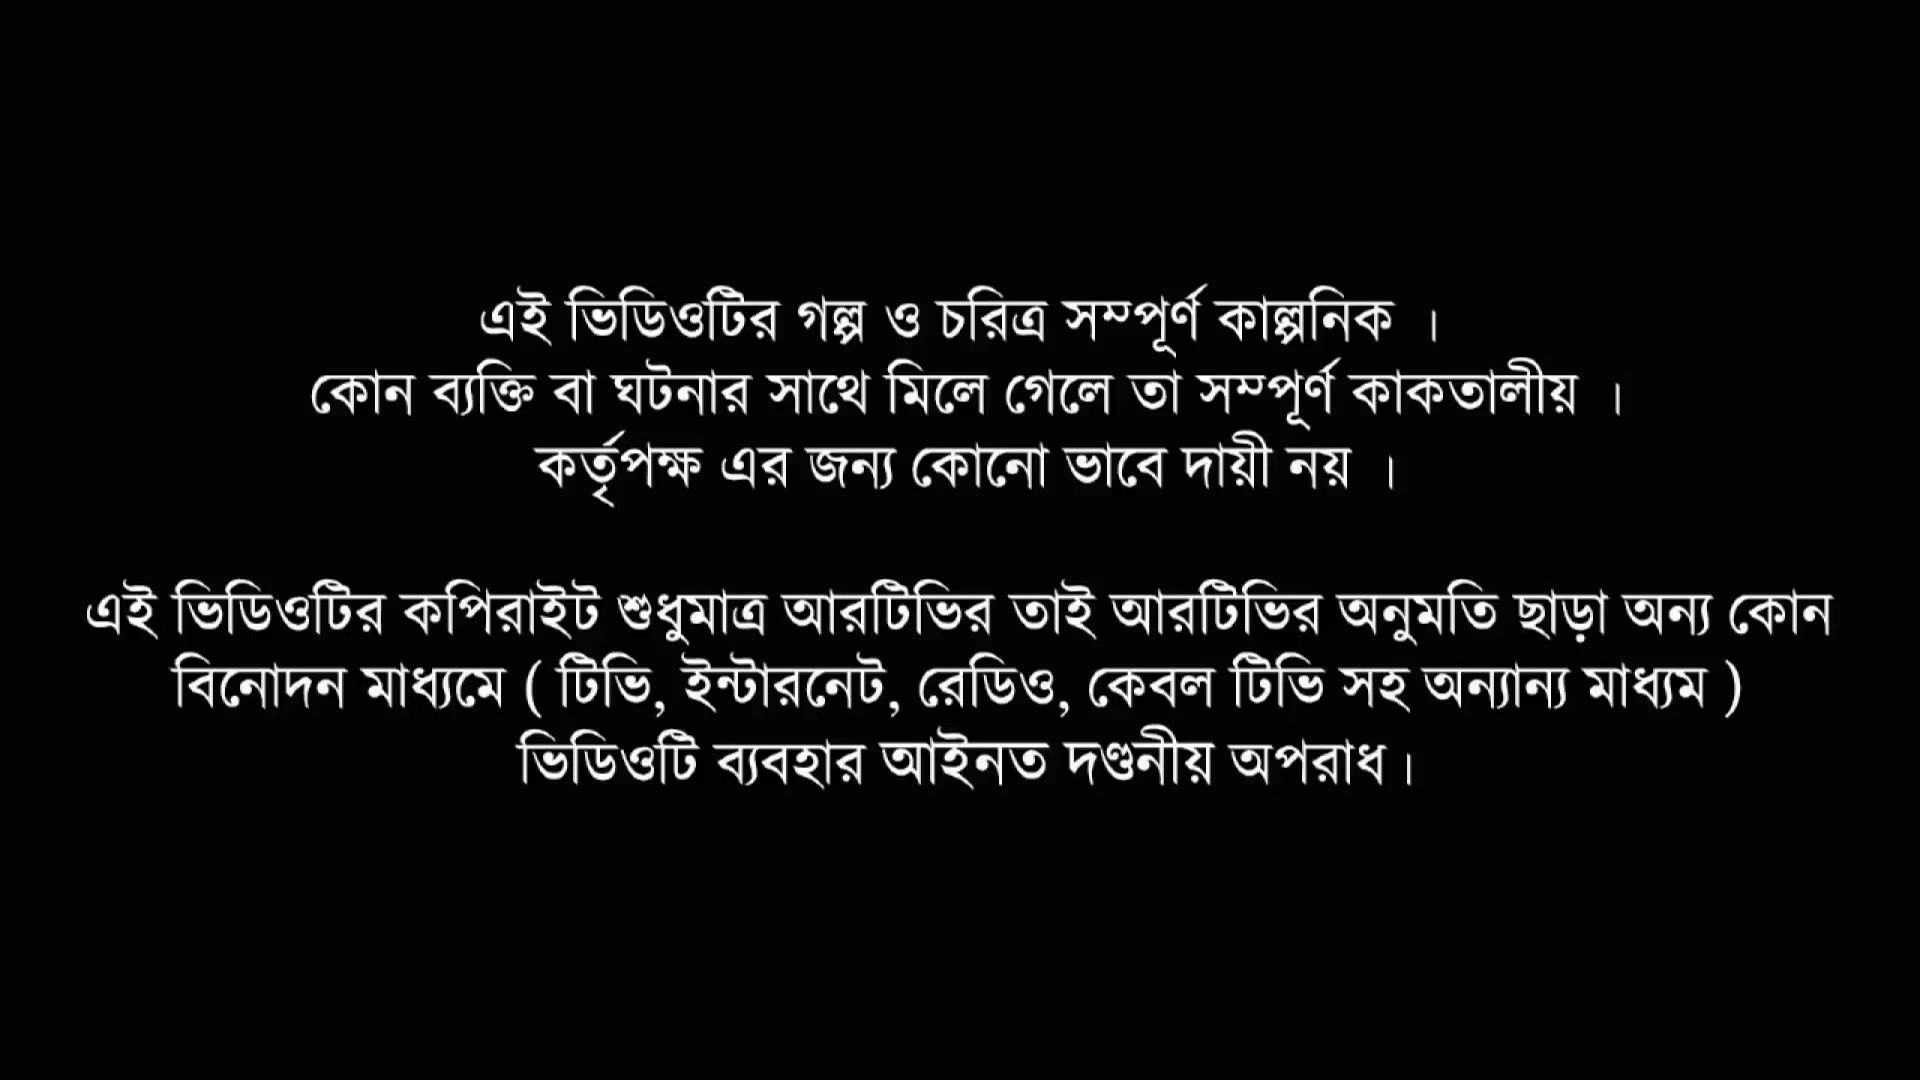 এই ভিডিওটির গল্প ও চরিত্র সম্পূর্ণ কাল্পনিক ।
কোন ব্যক্তি বা ঘটনার সাথে মিলে গেলে তা সম্পূর্ণ কাকতালীয় ।
কর্তৃপক্ষ এর জন্য কোনো ভাবে দায়ী নয় ।
এই ভিডিওটির কপিরাইট শুধুমাত্র আরটিভির তাই আরটিভির অনুমতি ছাড়া অন্য কোন
বিনোদন মাধ্যমে ( টিভি, ইন্টারনেট, রেডিও, কেবল টিভি সহ অন্যান্য মাধ্যম )
ভিডিওটি ব্যবহার আইনত দণ্ডনীয় অপরাধ।